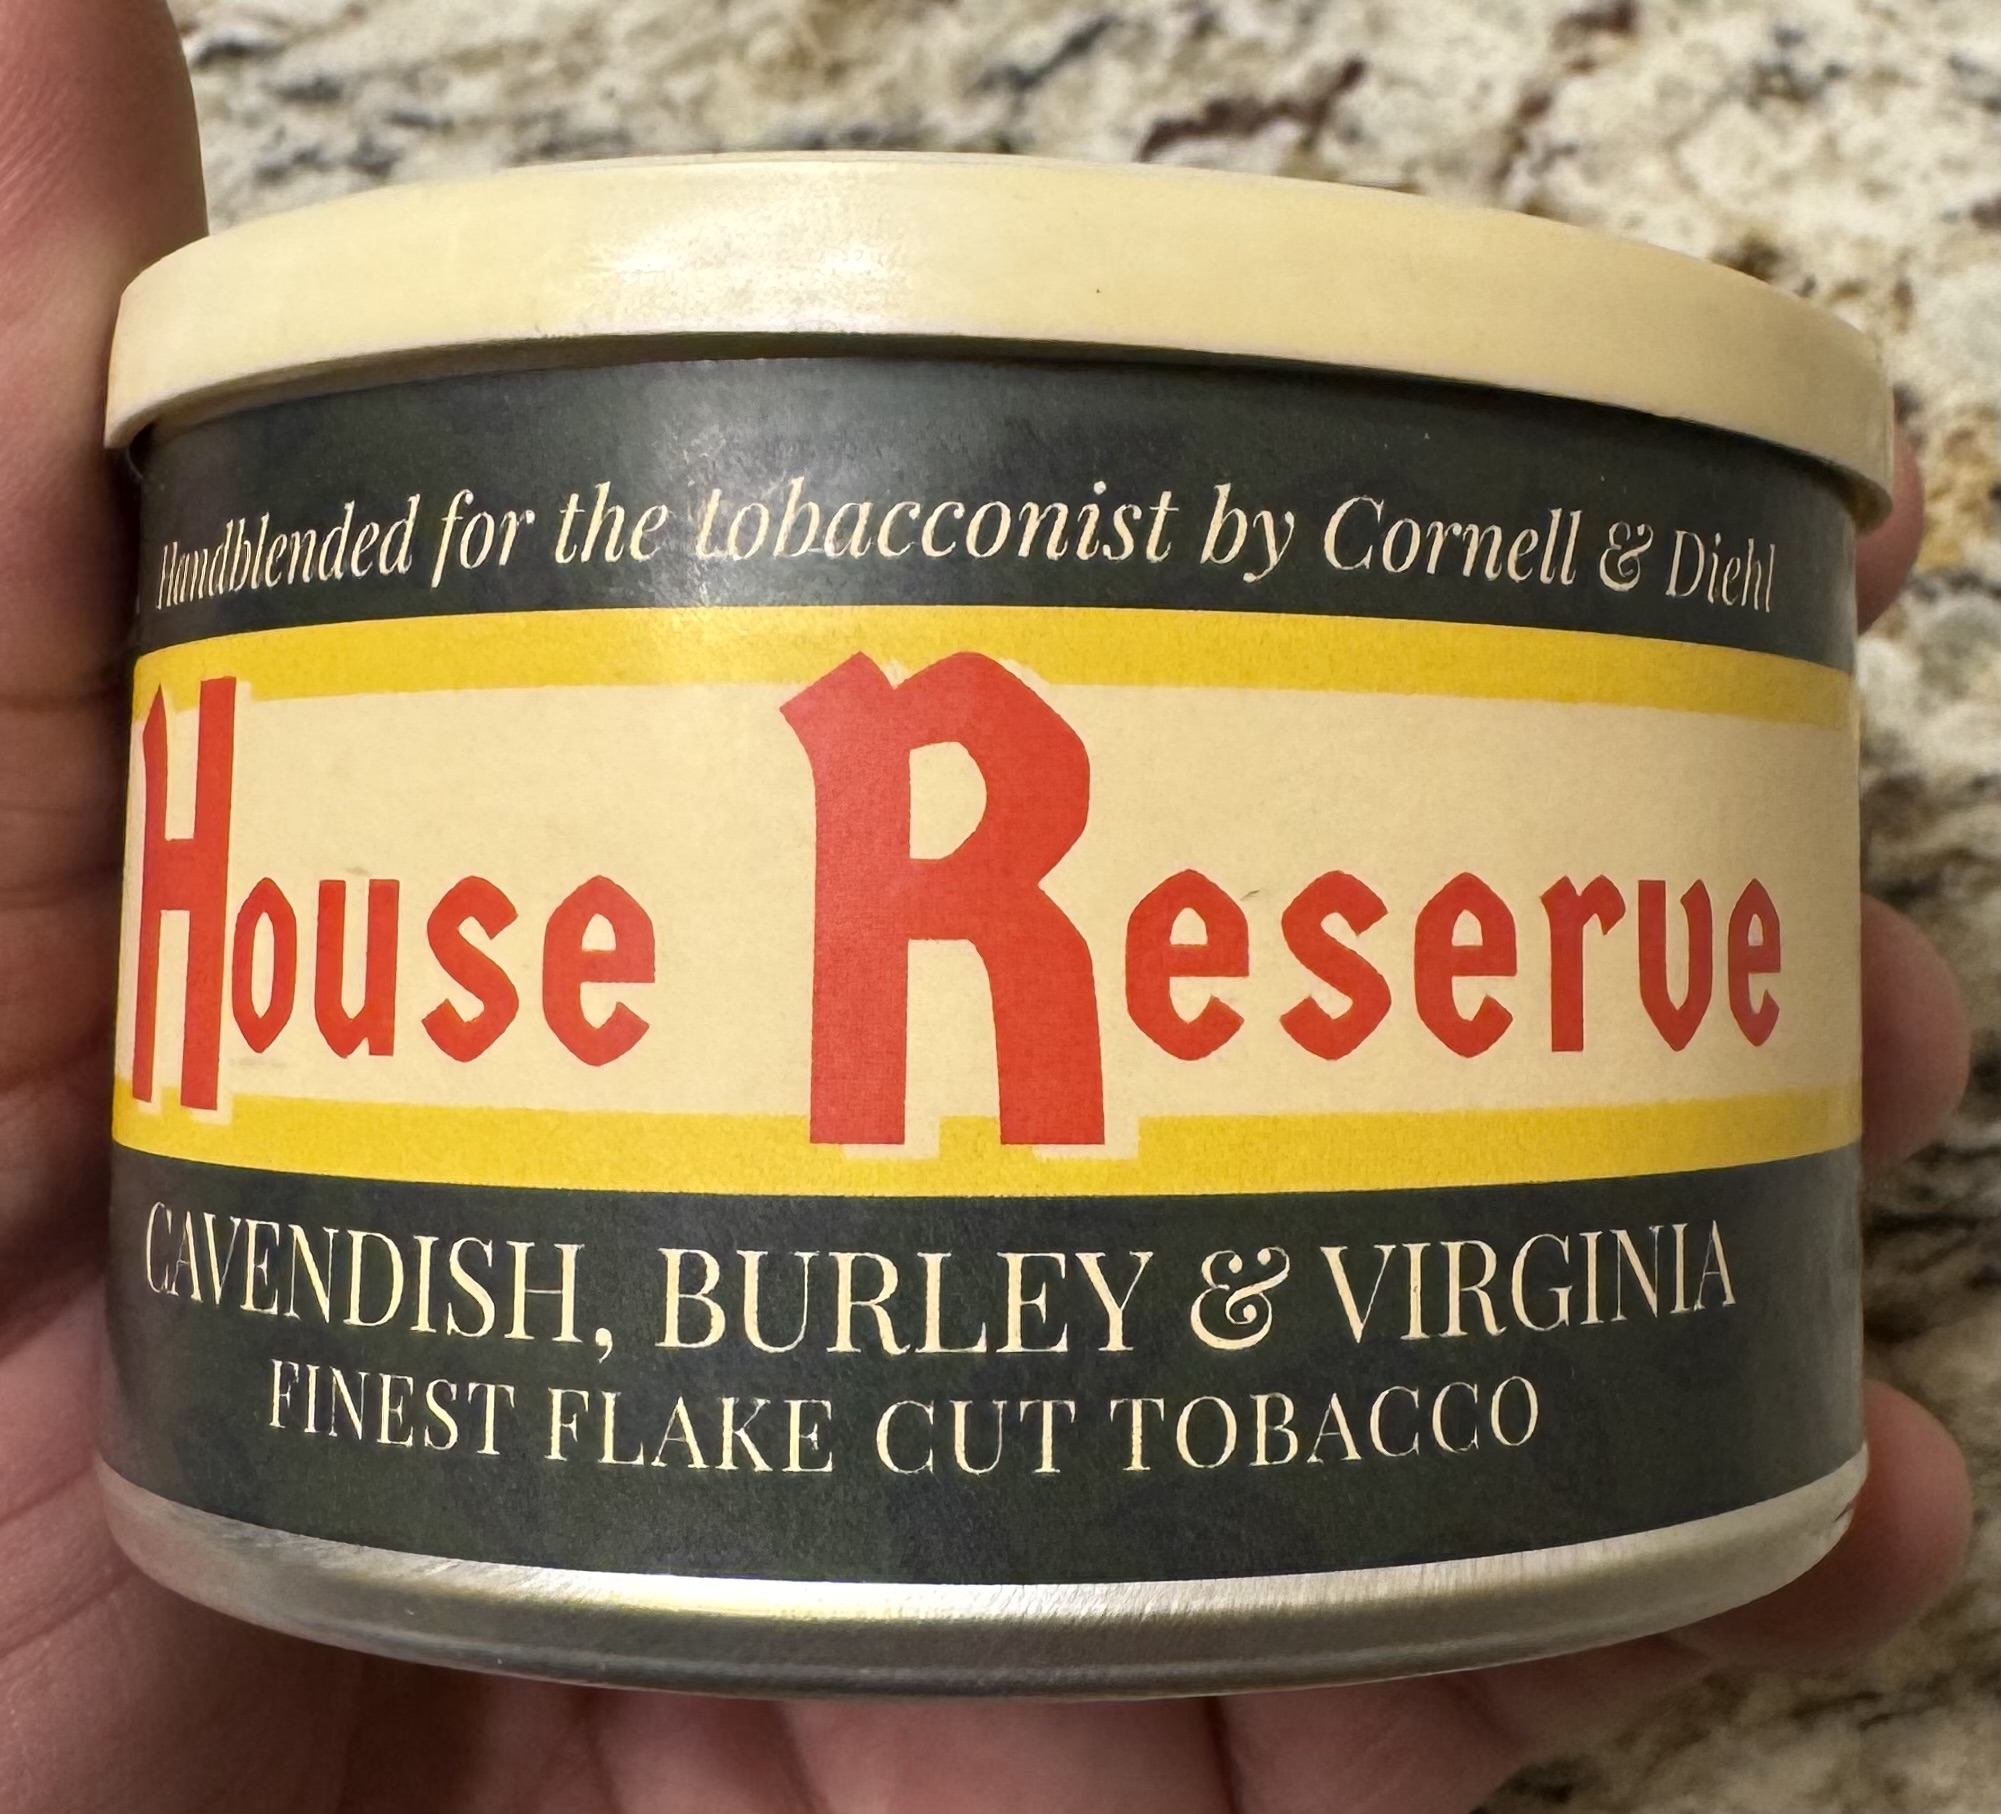 Handblended for the tobacconist by Cornell & Diehl
House Reserve
CAVENDISH, BURLEY & VIRGINIA
FINEST FLAKE CUT TOBACCO